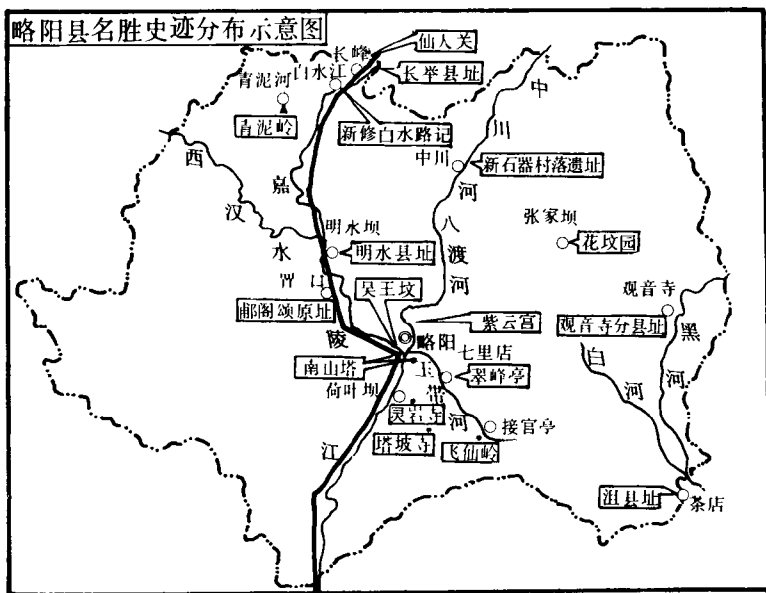 略阳县名胜史迹分布示意图
长峰
仙人关
白水江
长举县址
青泥河
青泥岭
新修白水路记
中川河
中川
新石器村落遗址
西汉水
嘉陵江
八渡河
张家坝
花坟园
明水坝
明水县址
郙阁颂原址
吴王坟
紫云宫
略阳
观音寺
观音寺分县址
黑河
白河
七里店
翠峰亭
南山塔
玉带河
荷叶坝
灵岩寺
塔坡寺
接官亭
飞仙岭
沮县址
茶店